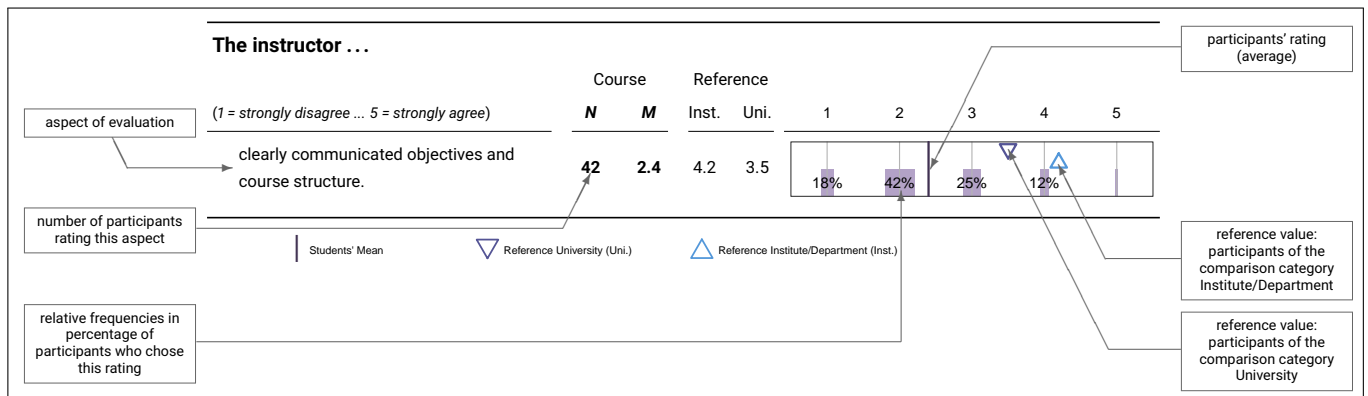 The instructor ...
participants' rating
(average)
Course Reference
(1 = strongly disagree ... 5 = strongly agree) N M Inst. Uni. 1 2 3 4 5
aspect of evaluation
clearly communicated objectives and
course structure.
42 2.4 4.2 3.5
18% 42% 25% 12%
number of participants
rating this aspect
Students' Mean Reference University (Uni.) Reference Institute/Department (Inst.)
reference value:
participants of the
comparison category
Institute/Department
relative frequencies in
percentage of
participants who chose
this rating
reference value:
participants of the
comparison category
University